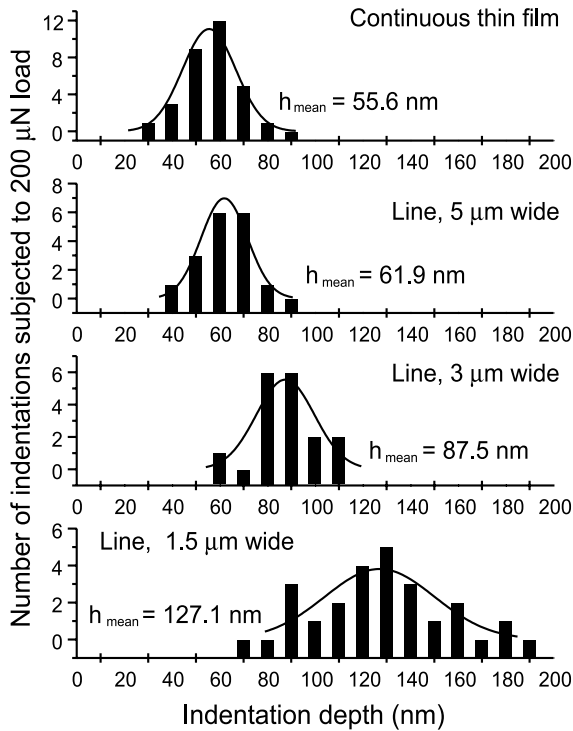 Number of indentations subjected to 200 μN load
Continuous thin film
h mean = 55.6 nm
12
8
4
0
0 20 40 60 80 100 120 140 160 180 200
Line, 5 μm wide
h mean = 61.9 nm
8
6
4
2
0
0 20 40 60 80 100 120 140 160 180 200
Line, 3 μm wide
h mean = 87.5 nm
6
4
2
0
0 20 40 60 80 100 120 140 160 180 200
Line, 1.5 μm wide
h mean = 127.1 nm
6
4
2
0
0 20 40 60 80 100 120 140 160 180 200
Indentation depth (nm)